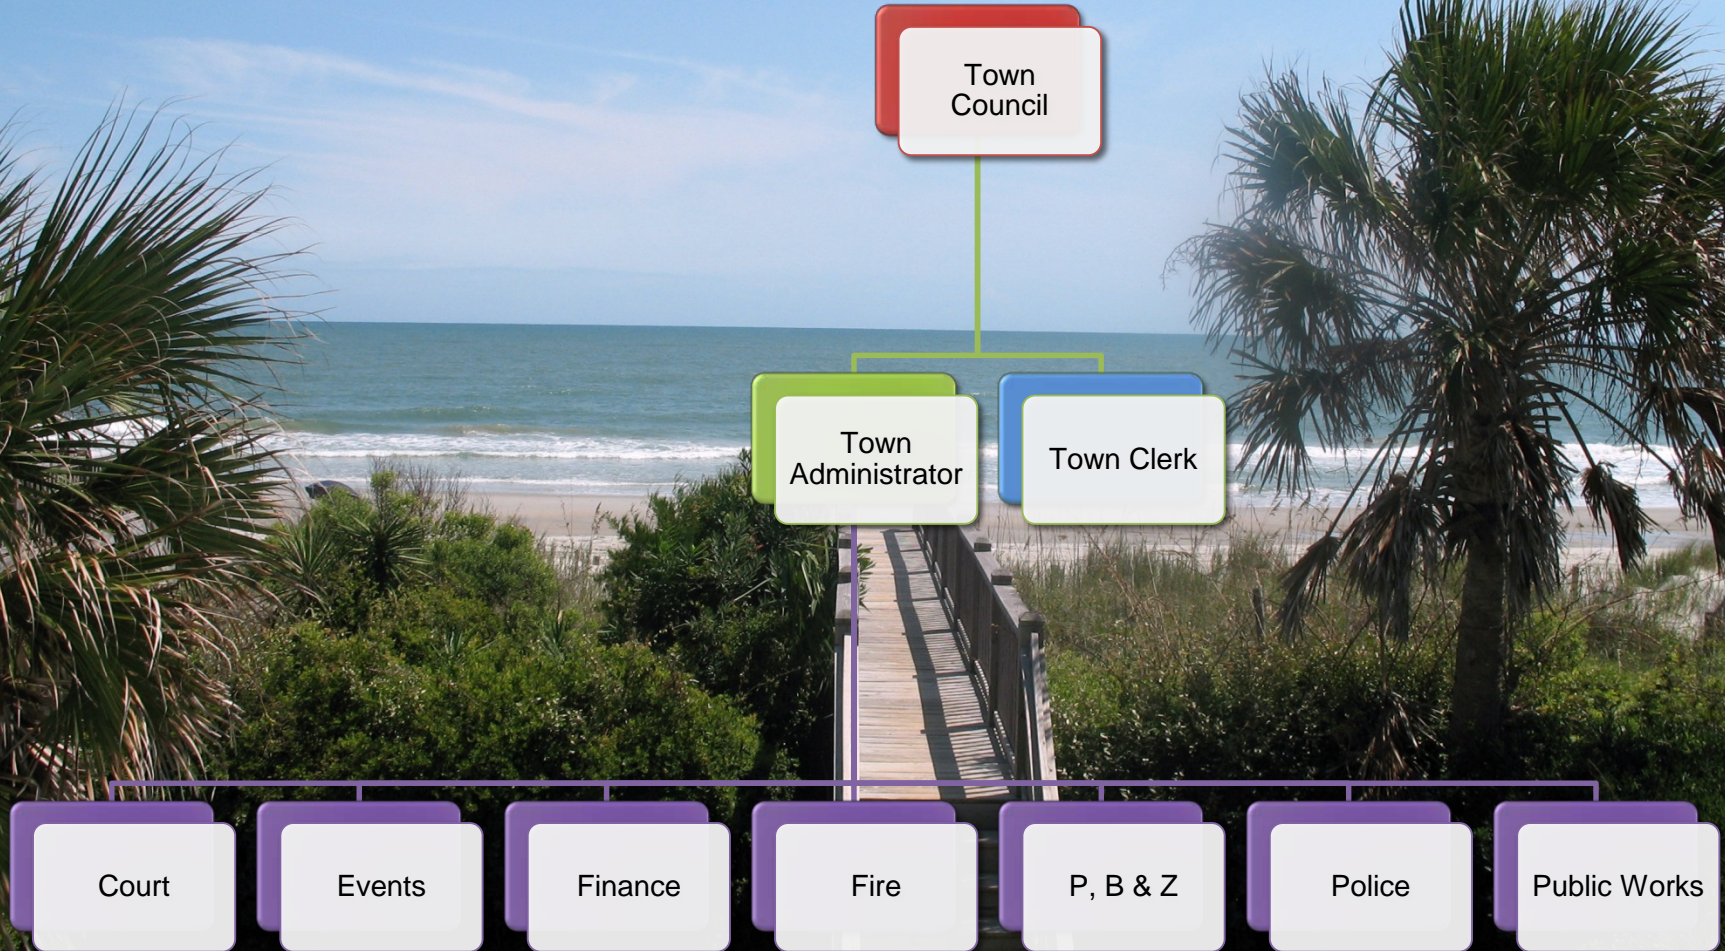 Town
Council
Town
Administrator
Town Clerk
Court
Events
Finance
Fire
P, B & Z
Police
Public Works